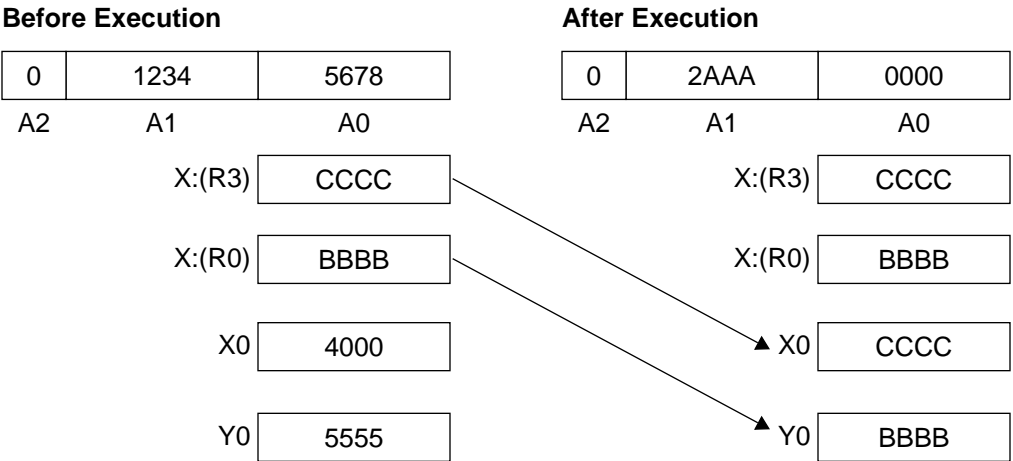 Before Execution After Execution
0 1234 5678 0 2AAA 0000
A2 A1 A0 A2 A1 A0
X:(R3) CCCC X:(R3) CCCC
X:(R0) BBBB X:(R0) BBBB
X0 4000 X0 CCCC
Y0 5555 Y0 BBBB